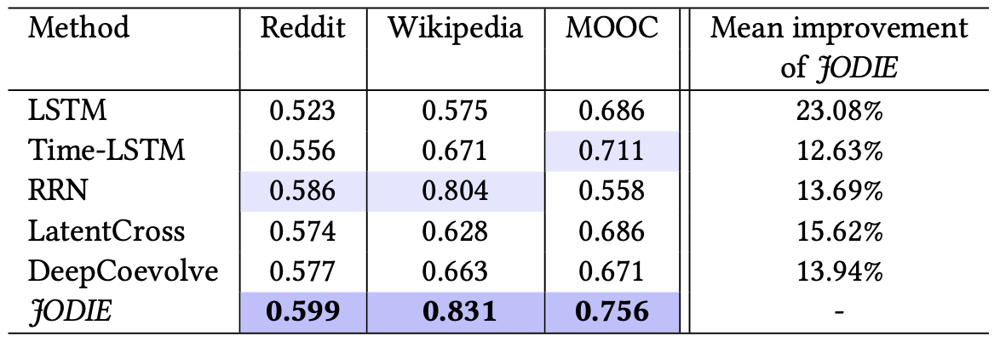 Method Reddit Wikipedia MOOC Mean improvement
of JODIE
LSTM 0.523 0.575 0.686 23.08%
Time-LSTM 0.556 0.671 0.711 12.63%
RRN 0.586 0.804 0.558 13.69%
LatentCross 0.574 0.628 0.686 15.62%
DeepCoevolve 0.577 0.663 0.671 13.94%
JODIE 0.599 0.831 0.756 -